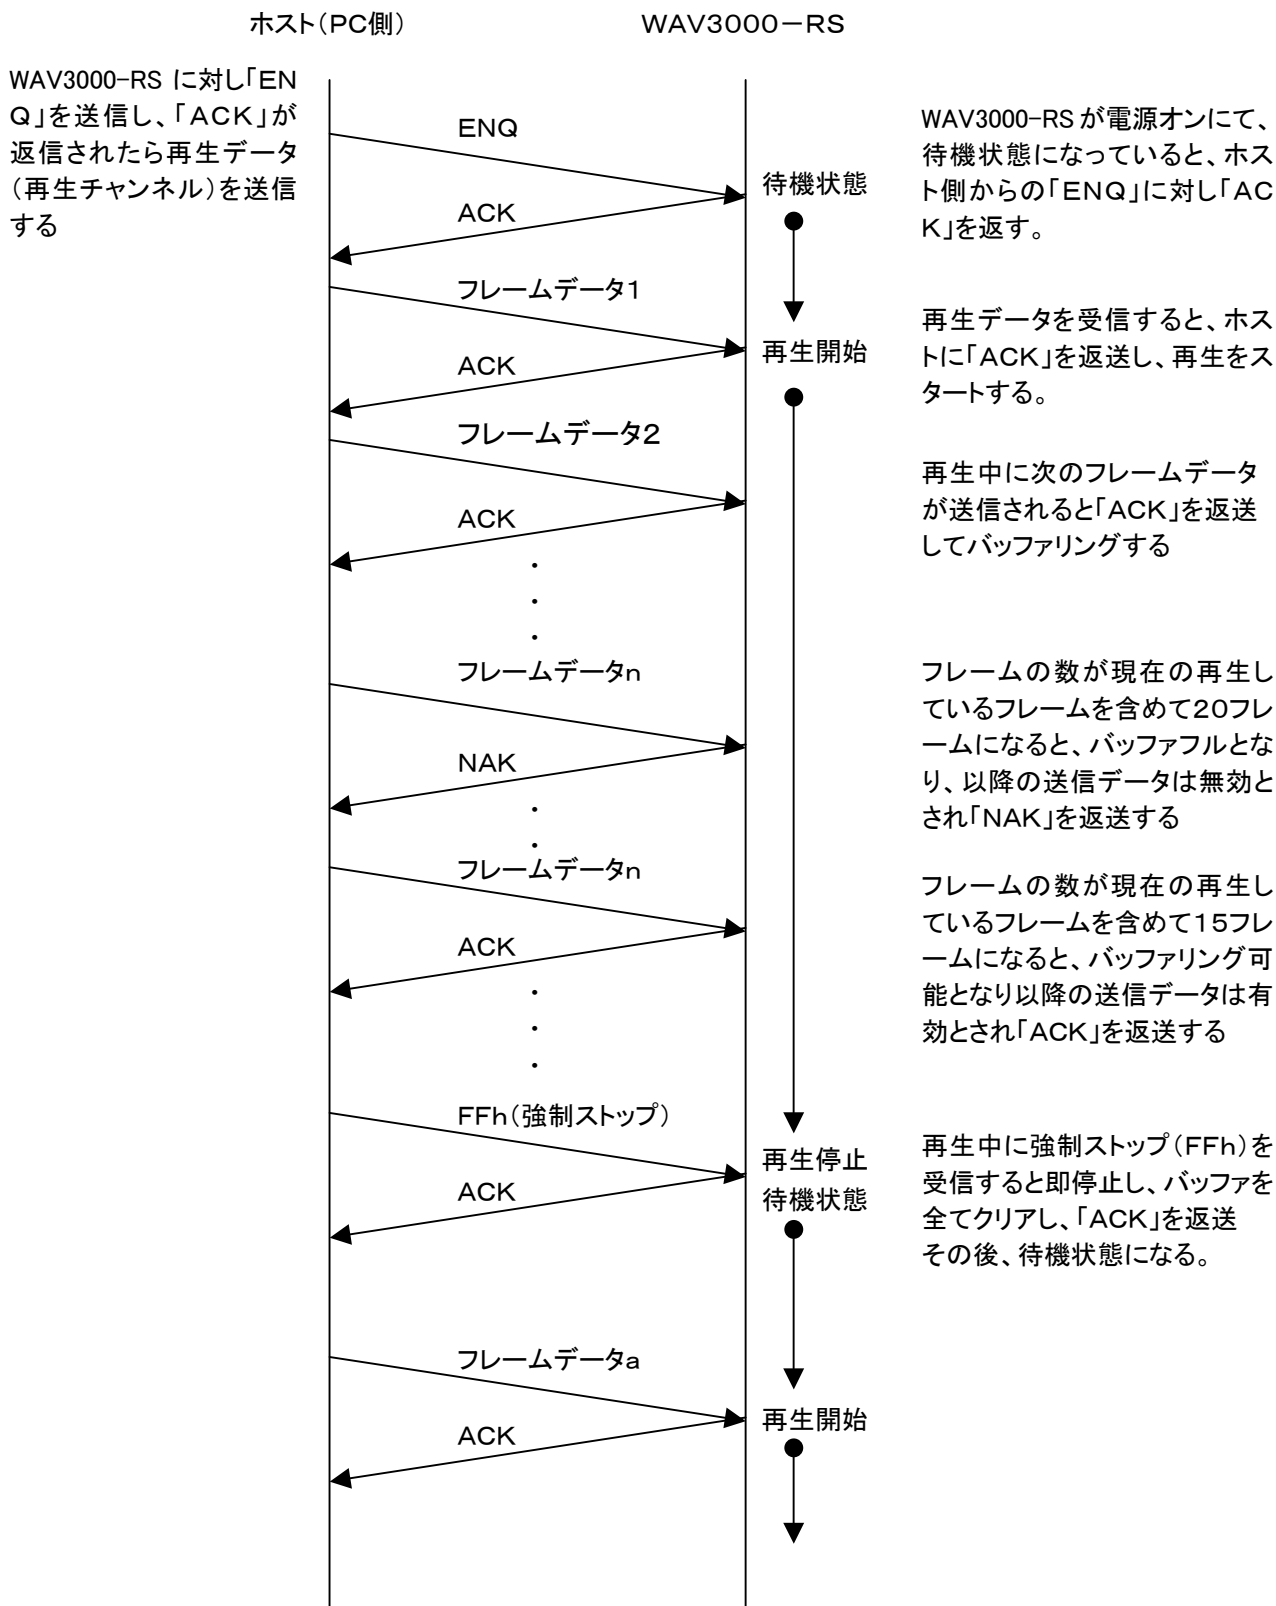 ホスト（PC側）
WAV3000－RS
WAV3000-RS に対し「EN
Q」を送信し、「ACK」が
返信されたら再生データ
（再生チャンネル）を送信
する
ENQ
待機状態
ACK
WAV3000-RS が電源オンにて、
待機状態になっていると、ホス
ト側からの「ENQ」に対し「AC
K」を返す。
フレームデータ1
再生開始
ACK
再生データを受信すると、ホス
トに「ACK」を返送し、再生をス
タートする。
フレームデータ2
ACK
再生中に次のフレームデータ
が送信されると「ACK」を返送
してバッファリングする
・
・
・
フレームデータn
NAK
フレームの数が現在の再生し
ているフレームを含めて20フレ
ームになると、バッファフルとな
り、以降の送信データは無効と
され「NAK」を返送する
・
・
フレームデータn
ACK
フレームの数が現在の再生し
ているフレームを含めて15フレ
ームになると、バッファリング可
能となり以降の送信データは有
効とされ「ACK」を返送する
・
・
・
FFh（強制ストップ）
再生停止
ACK
待機状態
再生中に強制ストップ（FFh）を
受信すると即停止し、バッファを
全てクリアし、「ACK」を返送
その後、待機状態になる。
フレームデータa
再生開始
ACK